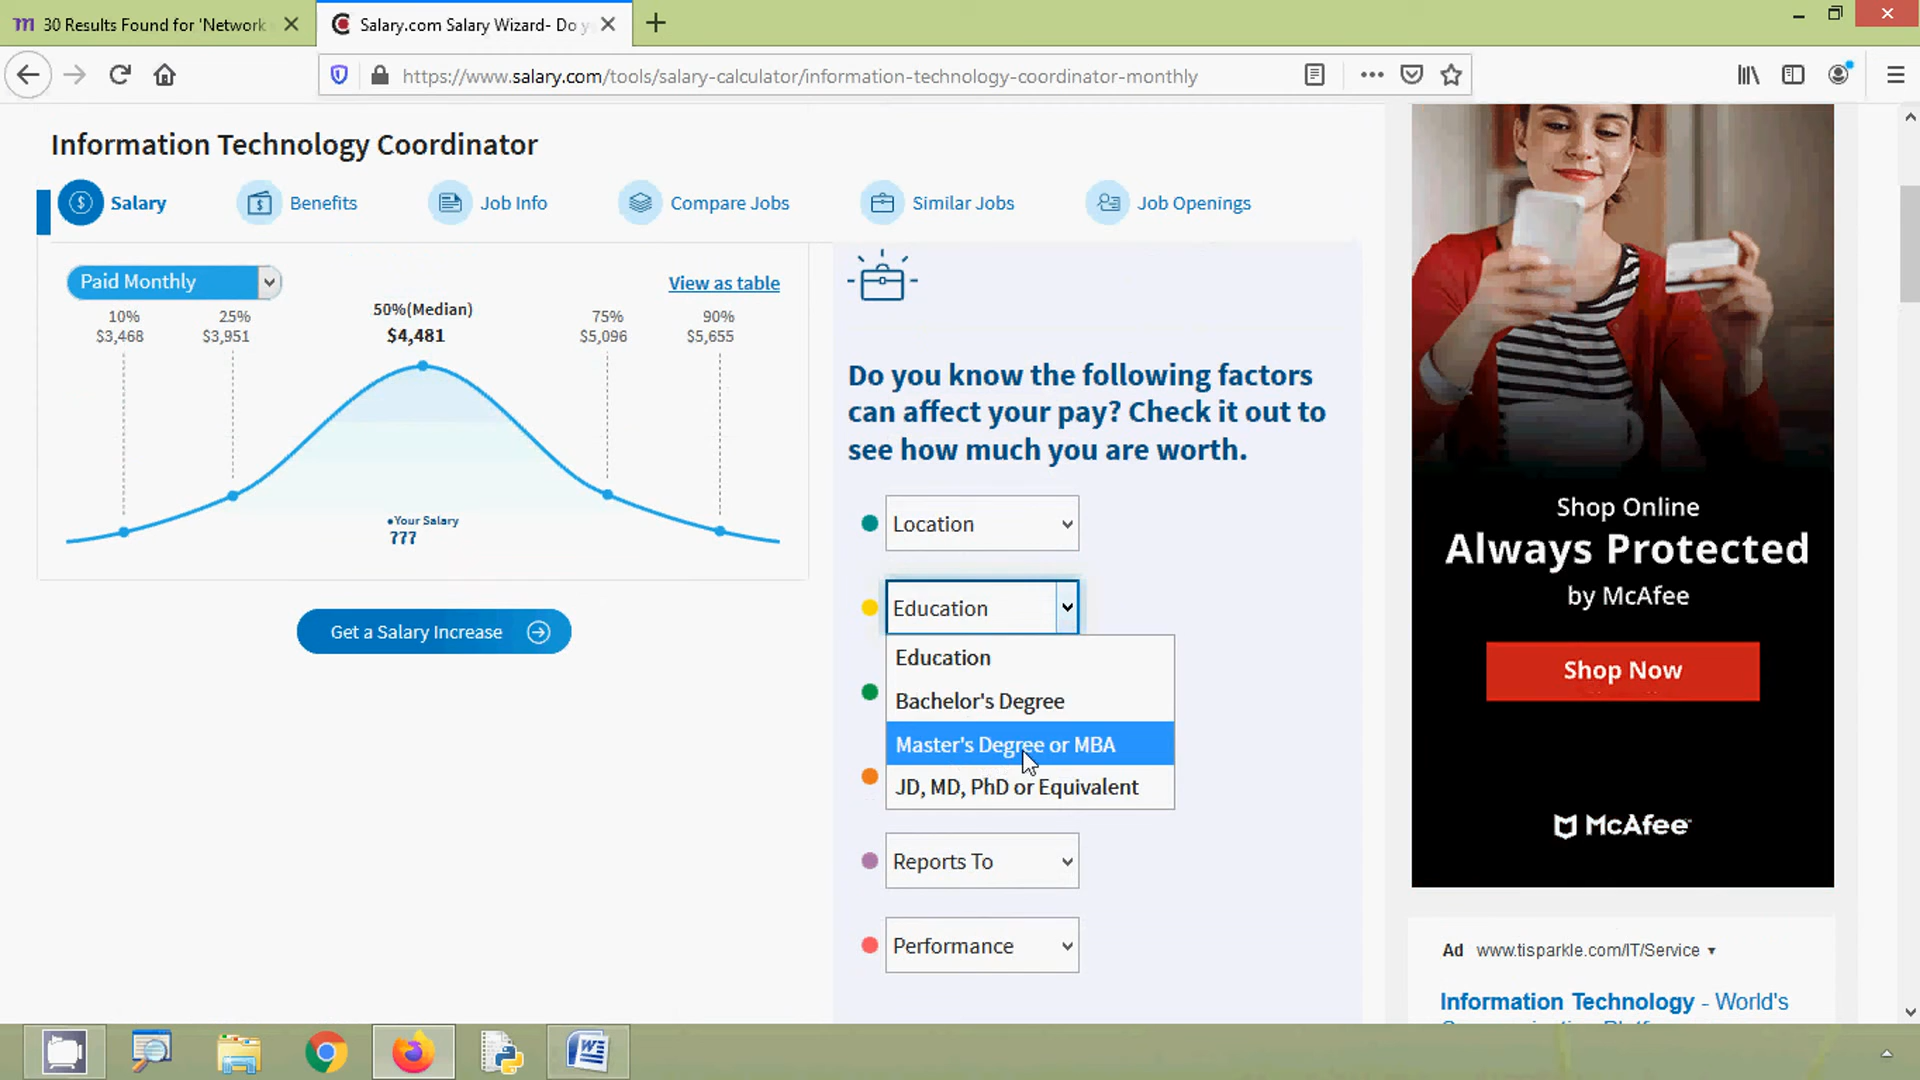 30 Results Found for 'Network
Salary.com Salary Wizard- Do y
https://www.salary.com/tools/salary-calculator/information-technology-coordinator-monthly
Information Technology Coordinator
Salary
Benefits
Job Info
Compare Jobs
Similar Jobs
Job Openings
Paid Monthly
View as table
10%
$3,468
25%
$3,951
50%(Median)
$4,481
75%
$5,096
90%
$5,655
•Your Salary
???
Get a Salary Increase
Do you know the following factors
can affect your pay? Check it out to
see how much you are worth.
Location
Education
Education
Bachelor's Degree
Master's Degree or MBA
JD, MD, PhD or Equivalent
Reports To
Performance
Shop Online
Always Protected
by McAfee
Shop Now
McAfee
Ad www.tisparkle.com/IT/Service
Information Technology - World's